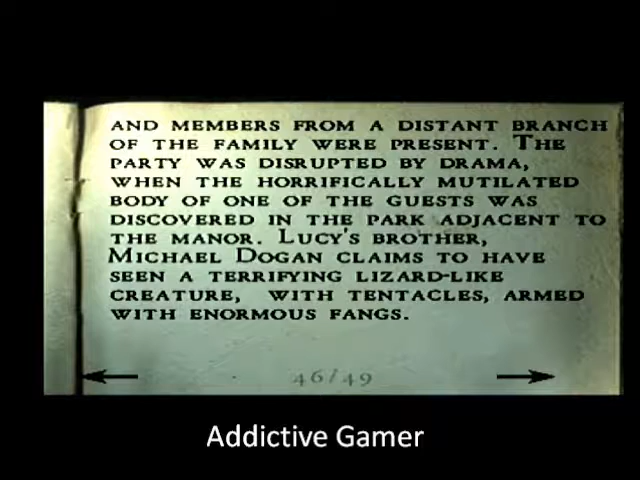 AND MEMBERS FROM A DISTANT BRANCH
OF THE FAMILY WERE PRESENT. THE
PARTY WAS DISRUPTED BY DRAMA,
WHEN THE HORRIFICALLY MUTILATED
BODY OF ONE OF THE GUESTS WAS
DISCOVERED IN THE PARK ADJACENT TO
THE MANOR. LUCY'S BROTHER,
MICHAEL DOGAN CLAIMS TO HAVE
SEEN A TERRIFYING LIZARD-LIKE
CREATURE, WITH TENTACLES, ARMED
WITH ENORMOUS FANGS.
46/49
Addictive Gamer